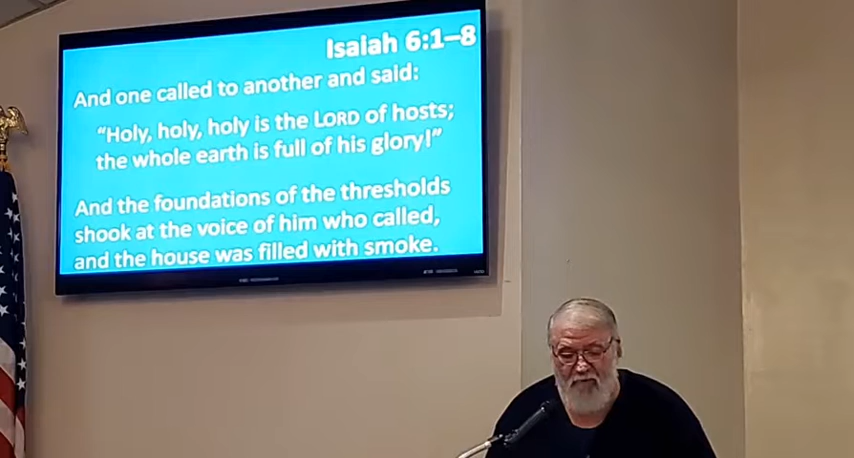 Isaiah 6:1–8
And one called to another and said:
“Holy, holy, holy is the LORD of hosts;
the whole earth is full of his glory!”
And the foundations of the thresholds
shook at the voice of him who called,
and the house was filled with smoke.